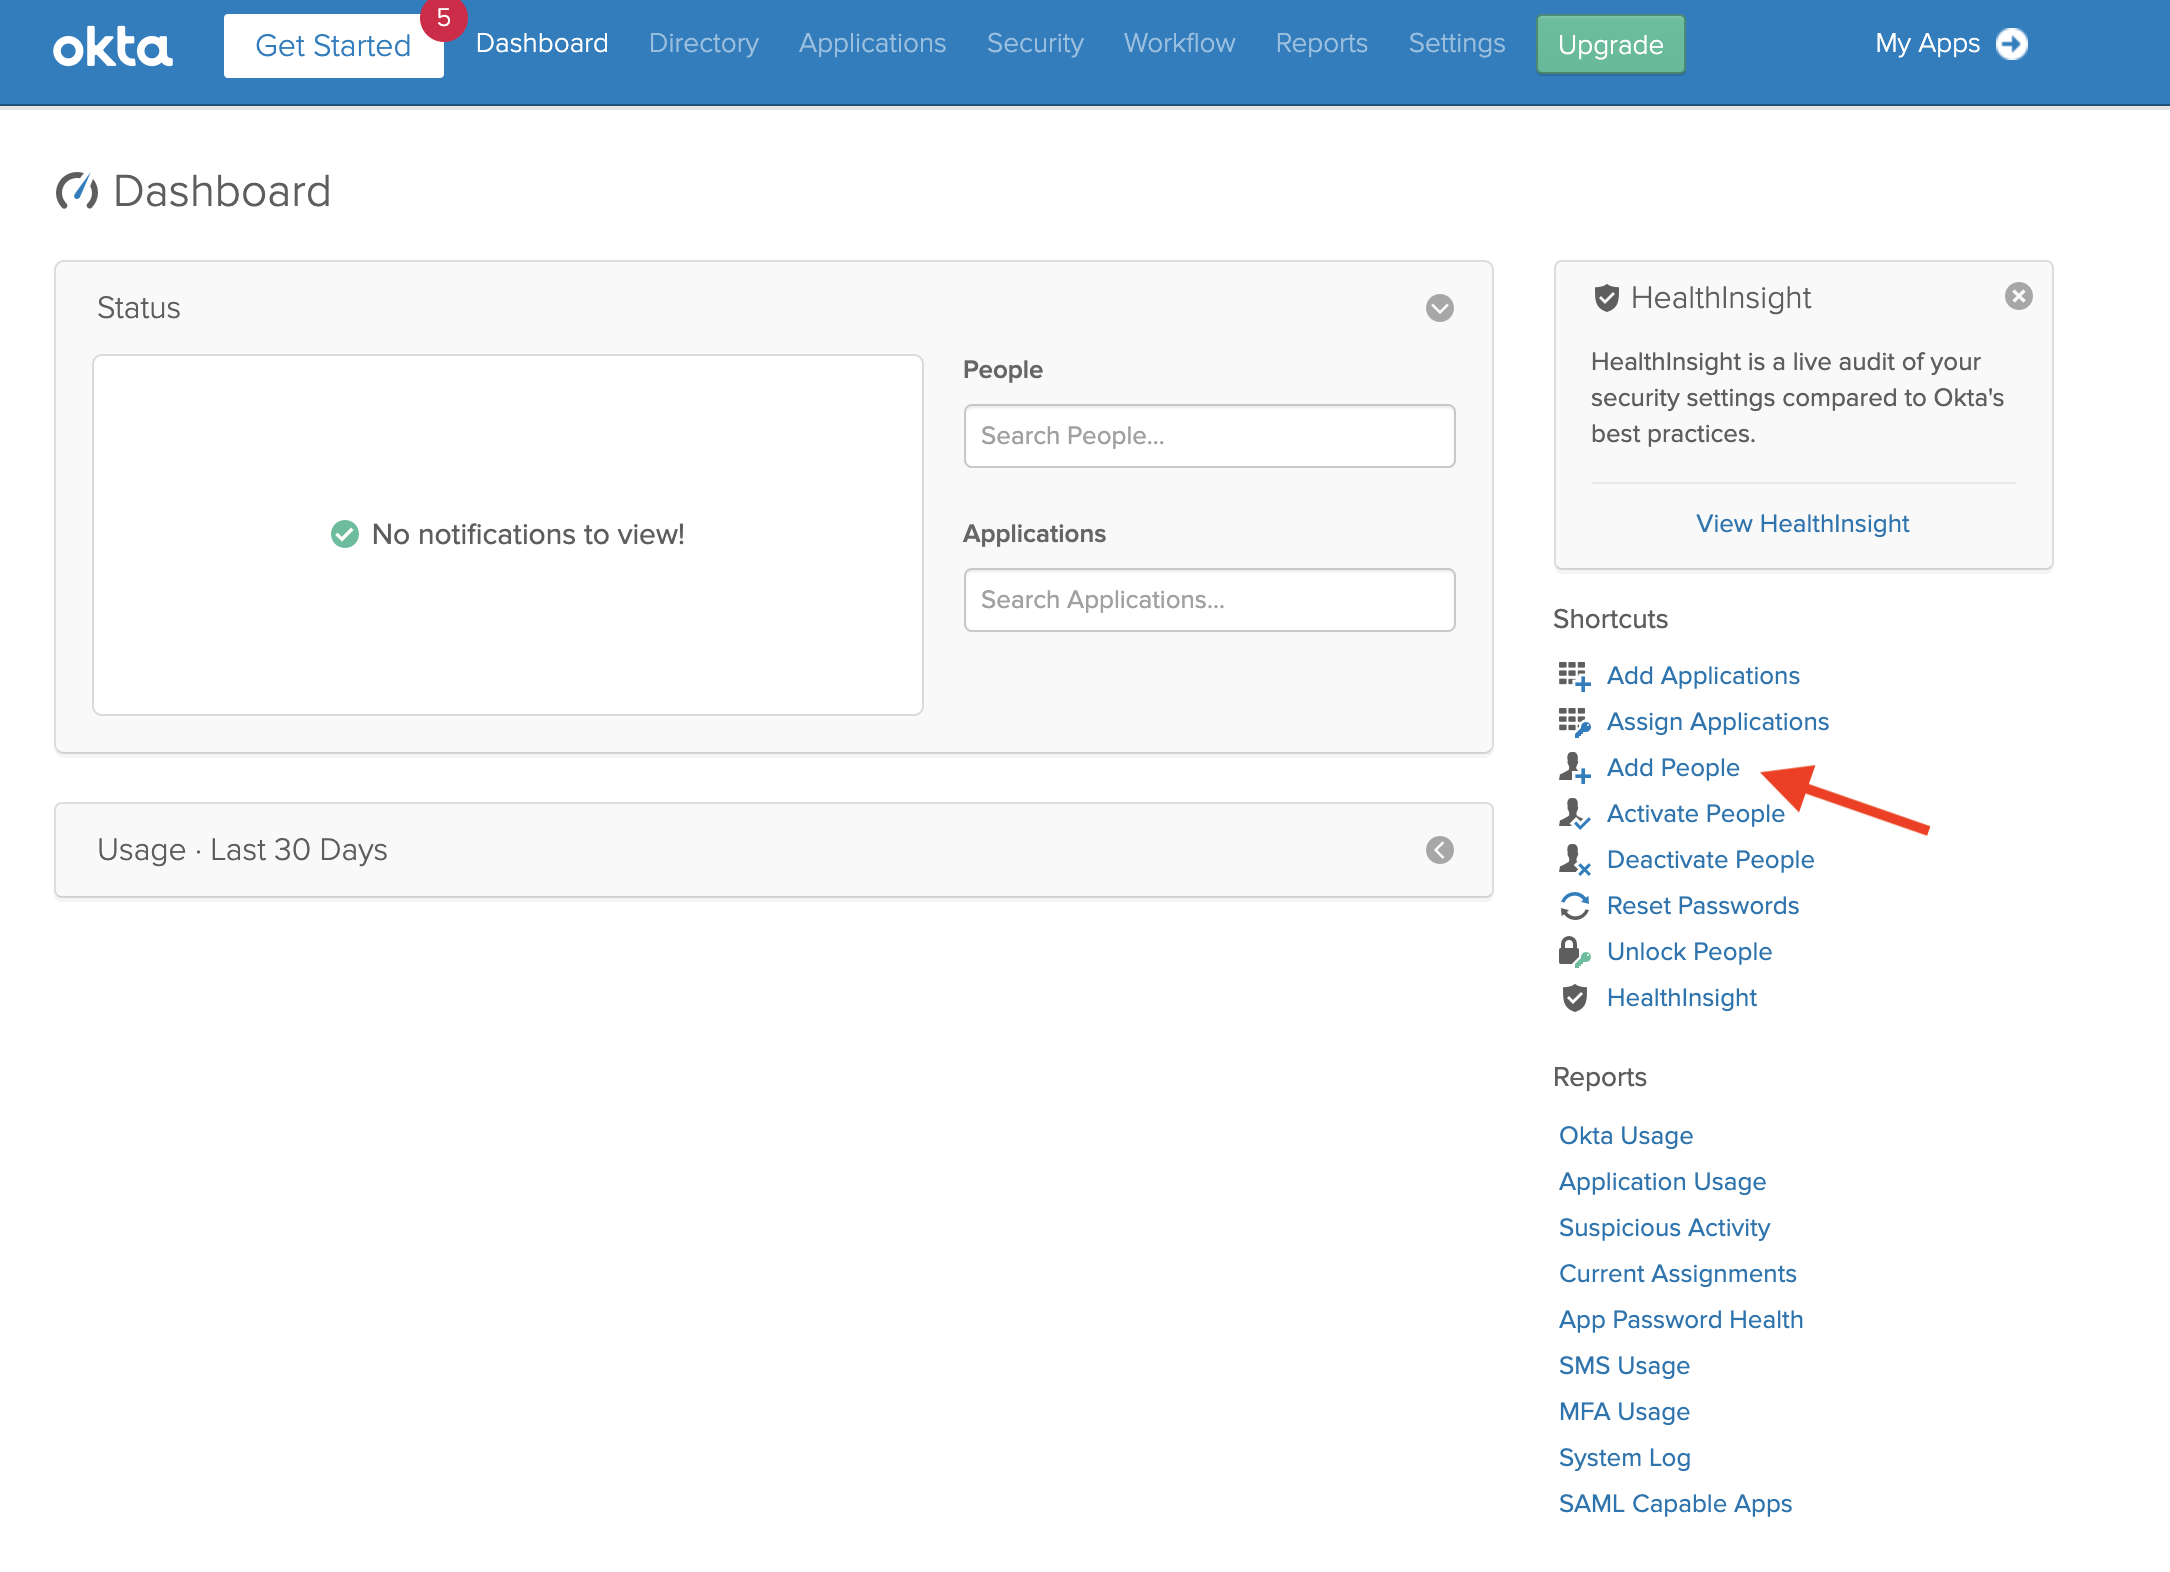 okta
Get Started
5
Dashboard
Directory
Applications
Security
Workflow
Reports
Settings
Upgrade
My Apps
Dashboard
Status
No notifications to view!
People
Search People...
Applications
Search Applications...
Usage · Last 30 Days
HealthInsight
HealthInsight is a live audit of your
security settings compared to Okta's
best practices.
View HealthInsight
Shortcuts
Add Applications
Assign Applications
Add People
Activate People
Deactivate People
Reset Passwords
Unlock People
HealthInsight
Reports
Okta Usage
Application Usage
Suspicious Activity
Current Assignments
App Password Health
SMS Usage
MFA Usage
System Log
SAML Capable Apps